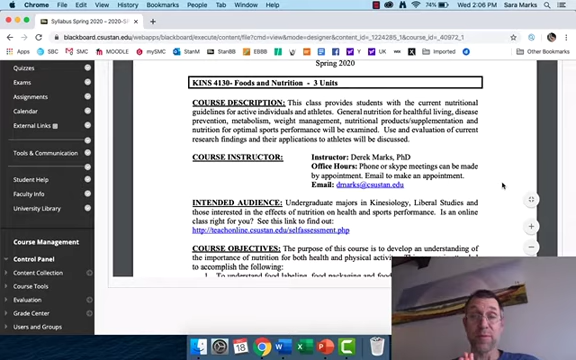 Chrome File Edit View History Bookmarks People Tab Window Help 74% Wed 2:06 PM Sara Marks
Syllabus Spring 2020 – 2020-S
blackboard.csustan.edu/webapps/blackboard/execute/content/file?cmd=view&mode=designer&content_id=_1224285_1&course_id=_40972_1
Apps SMC MOODLE mySMC Stan EBBB Other Bookmarks
Quizzes
Exams
Assignments
Calendar
External Links
Tools & Communication
Student Help
Faculty Info
University Library
Course Management
Control Panel
Content Collection
Course Tools
Evaluation
Grade Center
Users and Groups
Spring 2020
KINS 4130- Foods and Nutrition - 3 Units
COURSE DESCRIPTION: This class provides students with the current nutritional
guidelines for active individuals and athletes. General nutrition for healthful living, disease
prevention, metabolism, weight management, nutritional products/supplementation and
nutrition for optimal sports performance will be examined. Use and evaluation of current
research findings and their applications to athletes will be discussed.
COURSE INSTRUCTOR: Instructor: Derek Marks, PhD
Office Hours: Phone or skype meetings can be made
by appointment. Email to make an appointment.
Email: dmarks@csustan.edu
INTENDED AUDIENCE: Undergraduate majors in Kinesiology, Liberal Studies and
those interested in the effects of nutrition on health and sports performance. Is an online
class right for you? See this link to find out:
http://teachonline.csustan.edu/selfassessment.php
COURSE OBJECTIVES: The purpose of this course is to develop an understanding of
the importance of nutrition for both health and physical
to accomplish the following:
1. To understand food labeling, food packaging and
18